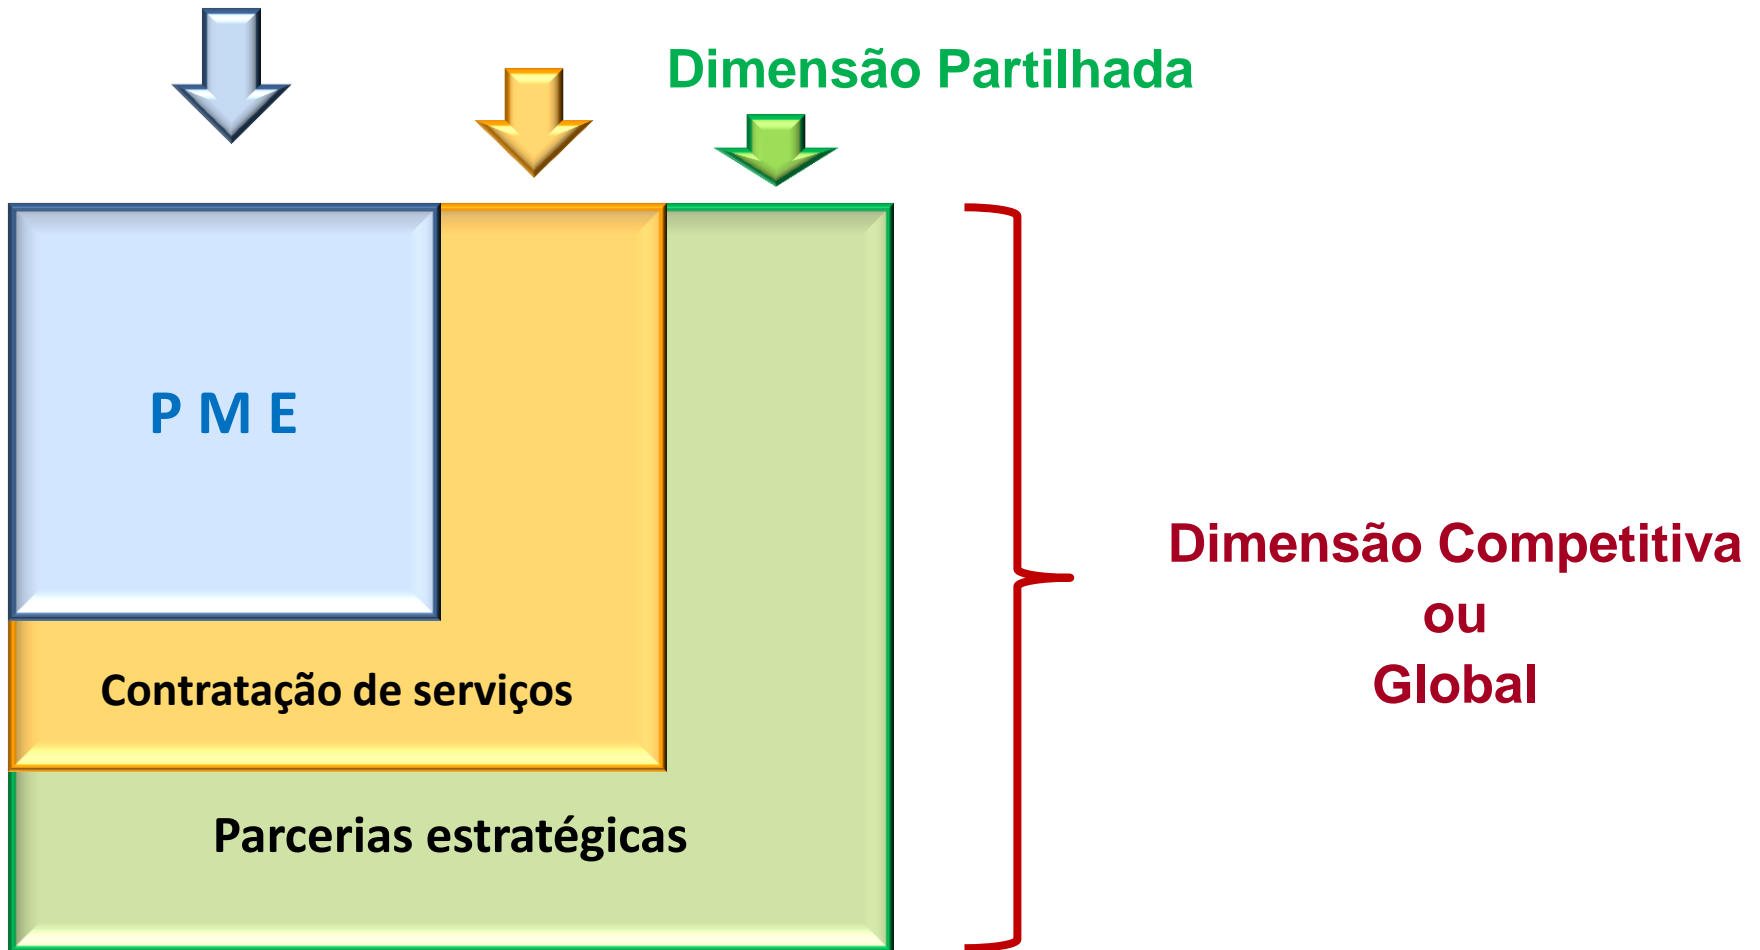 Dimensão Partilhada
P M E
Contratação de serviços
Parcerias estratégicas
Dimensão Competitiva
ou
Global